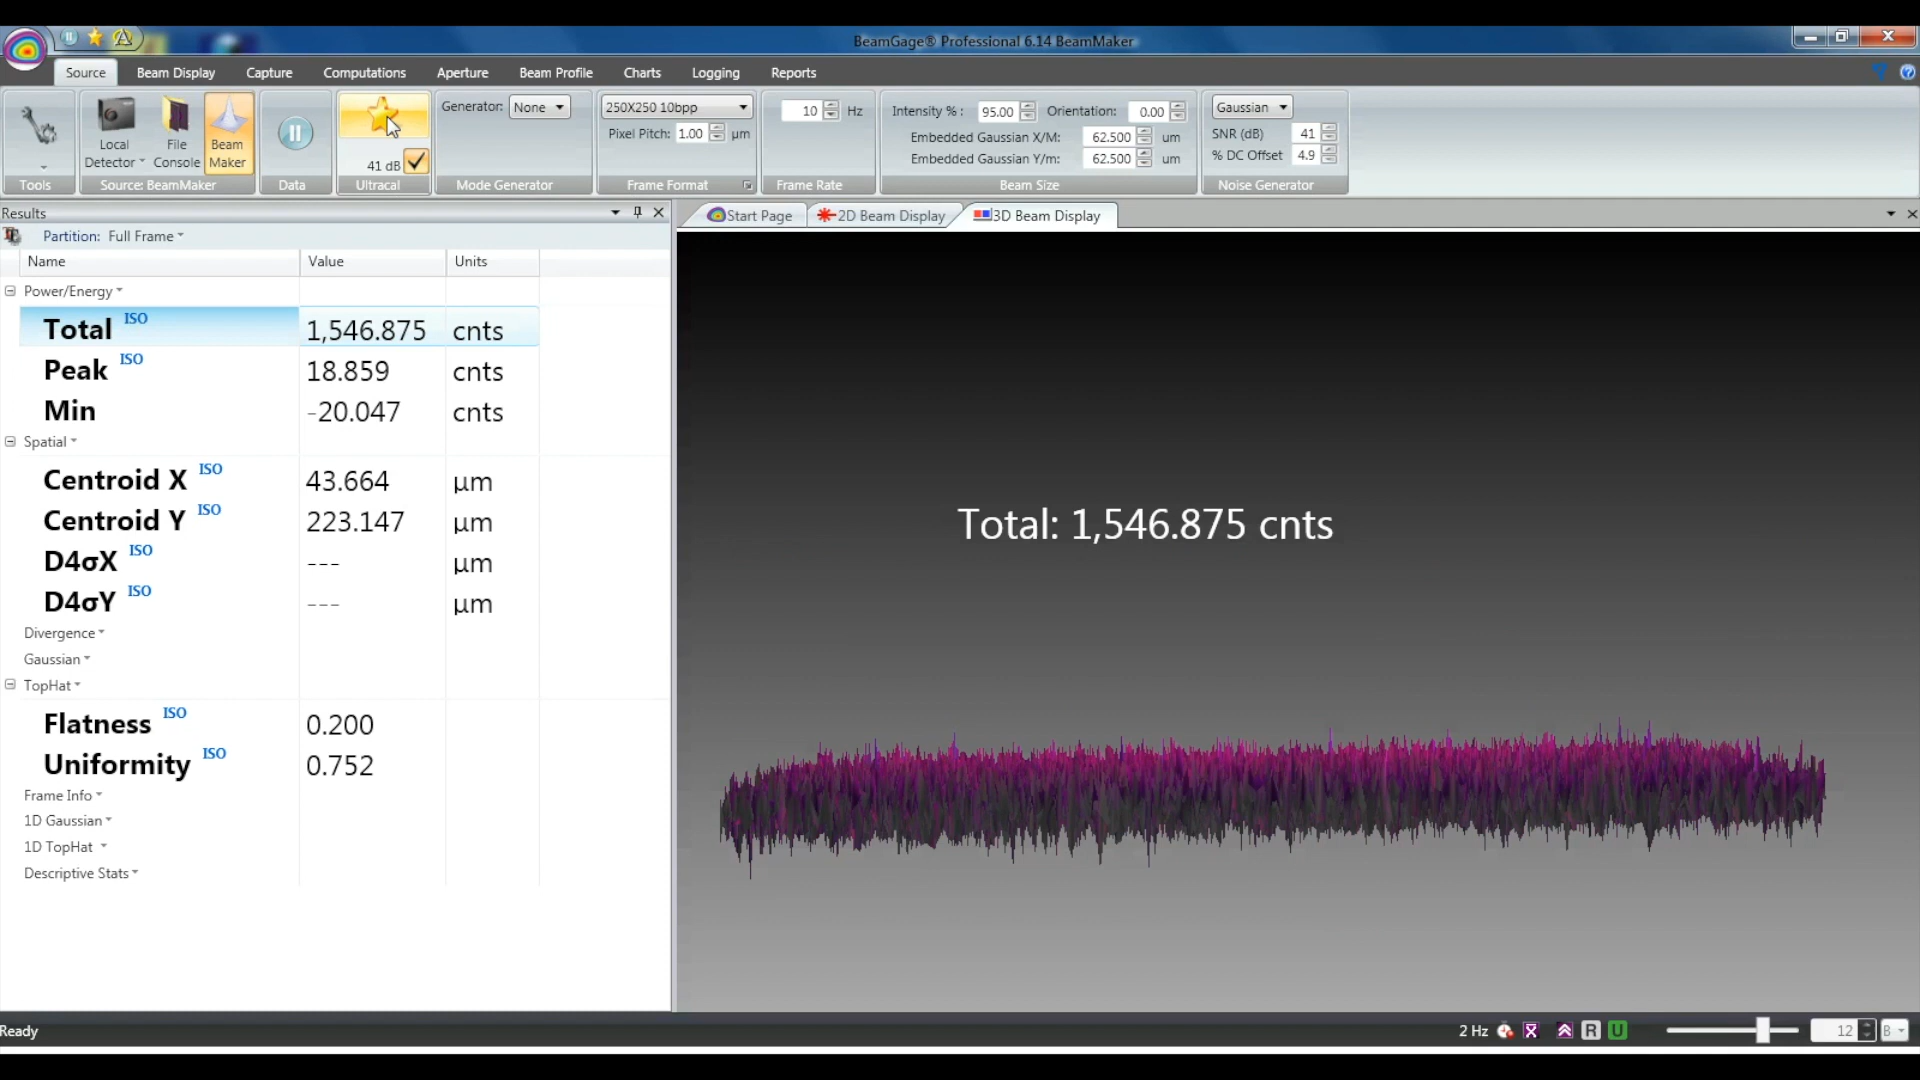 BeamGage® Professional 6.14 BeamMaker
Source Beam Display Capture Computations Aperture Beam Profile Charts Logging Reports
Local Detector
File Console
Beam Maker
41 dB
Generator: None
250X250 10bpp
Pixel Pitch: 1.00 µm
10 Hz
Intensity % : 95.00 Orientation: 0.00
Embedded Gaussian X/M: 62.500 um
Embedded Gaussian Y/m: 62.500 um
Gaussian
SNR (dB) 41
% DC Offset 4.9
Tools Source: BeamMaker Data Ultracal Mode Generator Frame Format Frame Rate Beam Size Noise Generator
Results
Start Page 2D Beam Display 3D Beam Display
Partition: Full Frame
Name Value Units
Power/Energy
Total ISO 1,546.875 cnts
Peak ISO 18.859 cnts
Min -20.047 cnts
Spatial
Centroid X ISO 43.664 µm
Centroid Y ISO 223.147 µm
D4σX ISO --- µm
D4σY ISO --- µm
Divergence
Gaussian
TopHat
Flatness ISO 0.200
Uniformity ISO 0.752
Frame Info
1D Gaussian
1D TopHat
Descriptive Stats
Total: 1,546.875 cnts
Ready
2 Hz R U 12 B